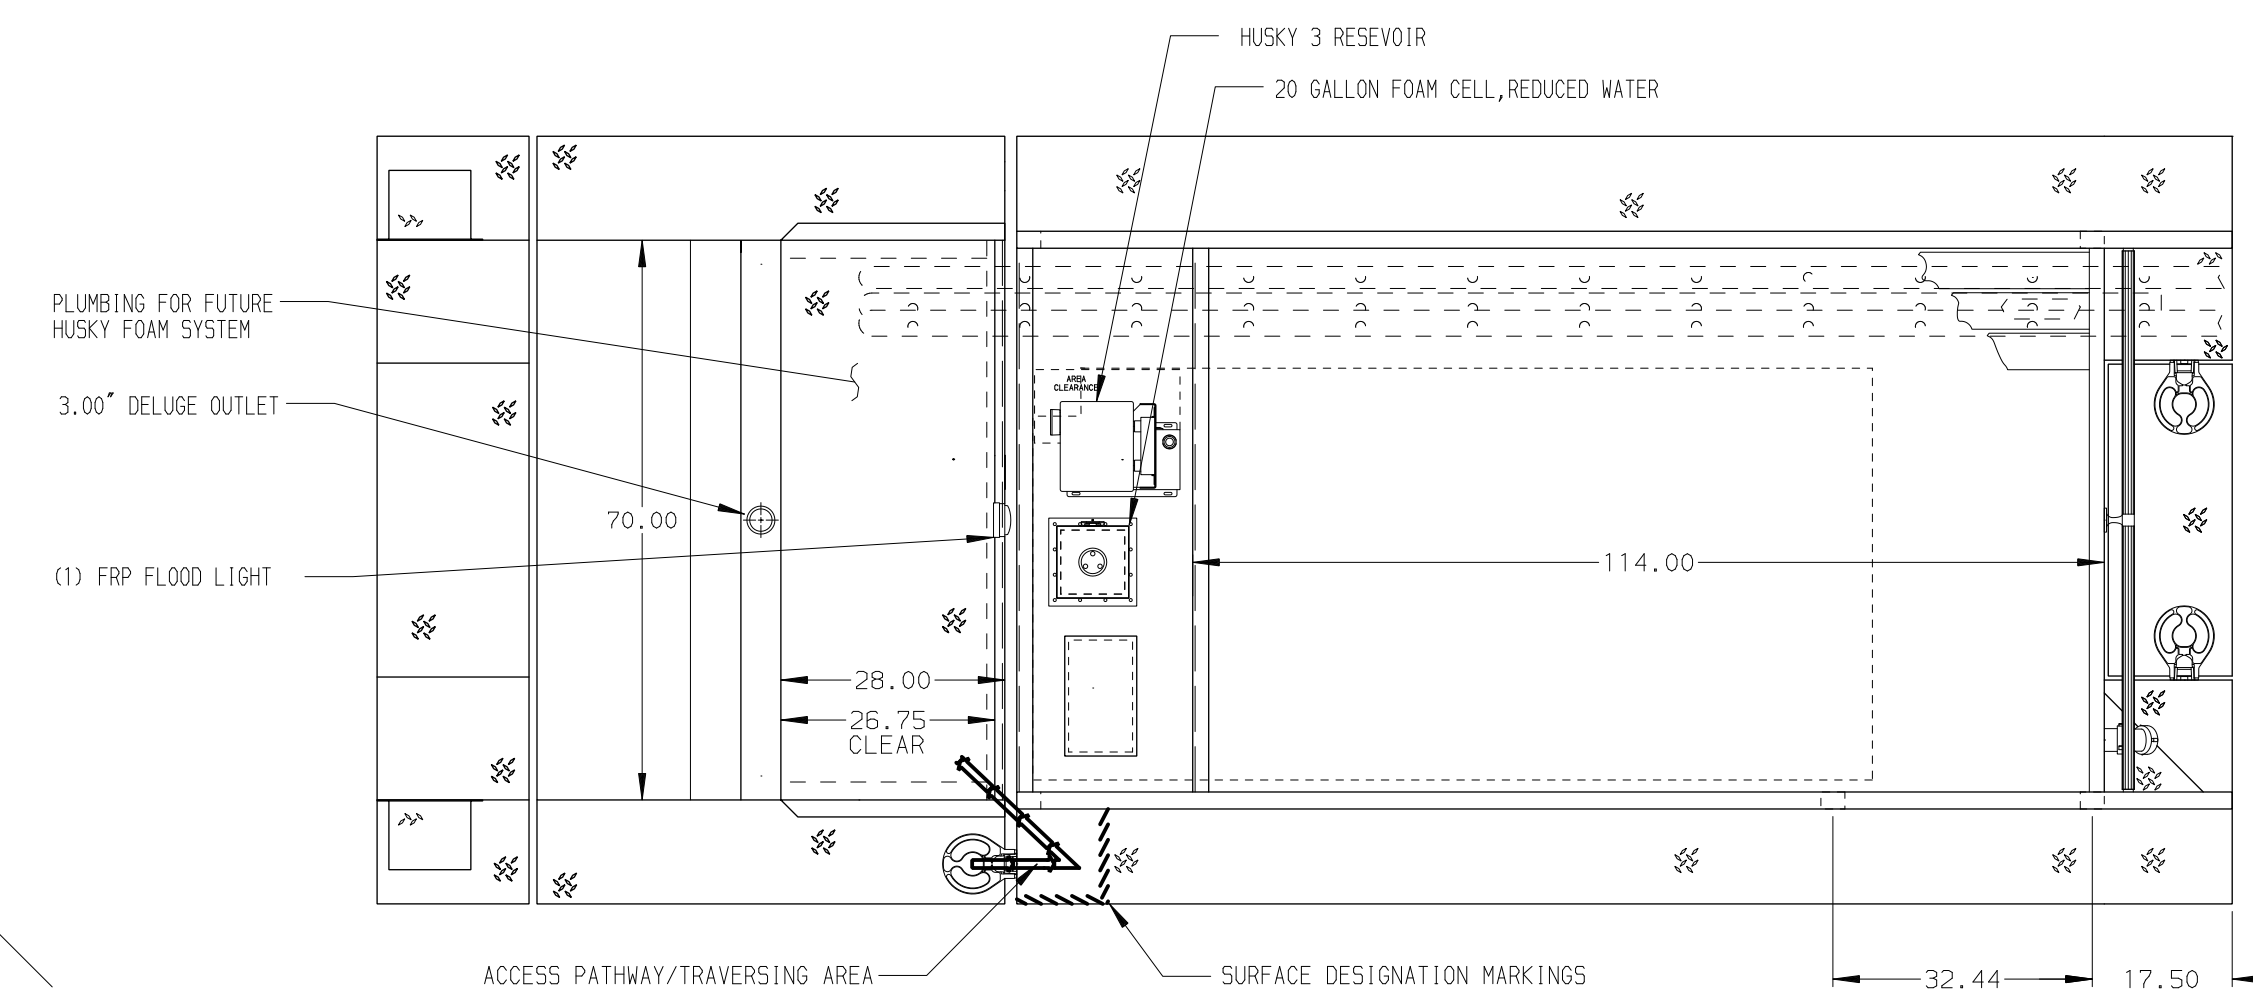 HUSKY 3 RESEVOIR
20 GALLON FOAM CELL,REDUCED WATER
PLUMBING FOR FUTURE
HUSKY FOAM SYSTEM
AREA
CLEARANCE
3.00" DELUGE OUTLET
70.00
114.00
(1) FRP FLOOD LIGHT
28.00
26.75
CLEAR
ACCESS PATHWAY/TRAVERSING AREA
SURFACE DESIGNATION MARKINGS
32.44
17.50